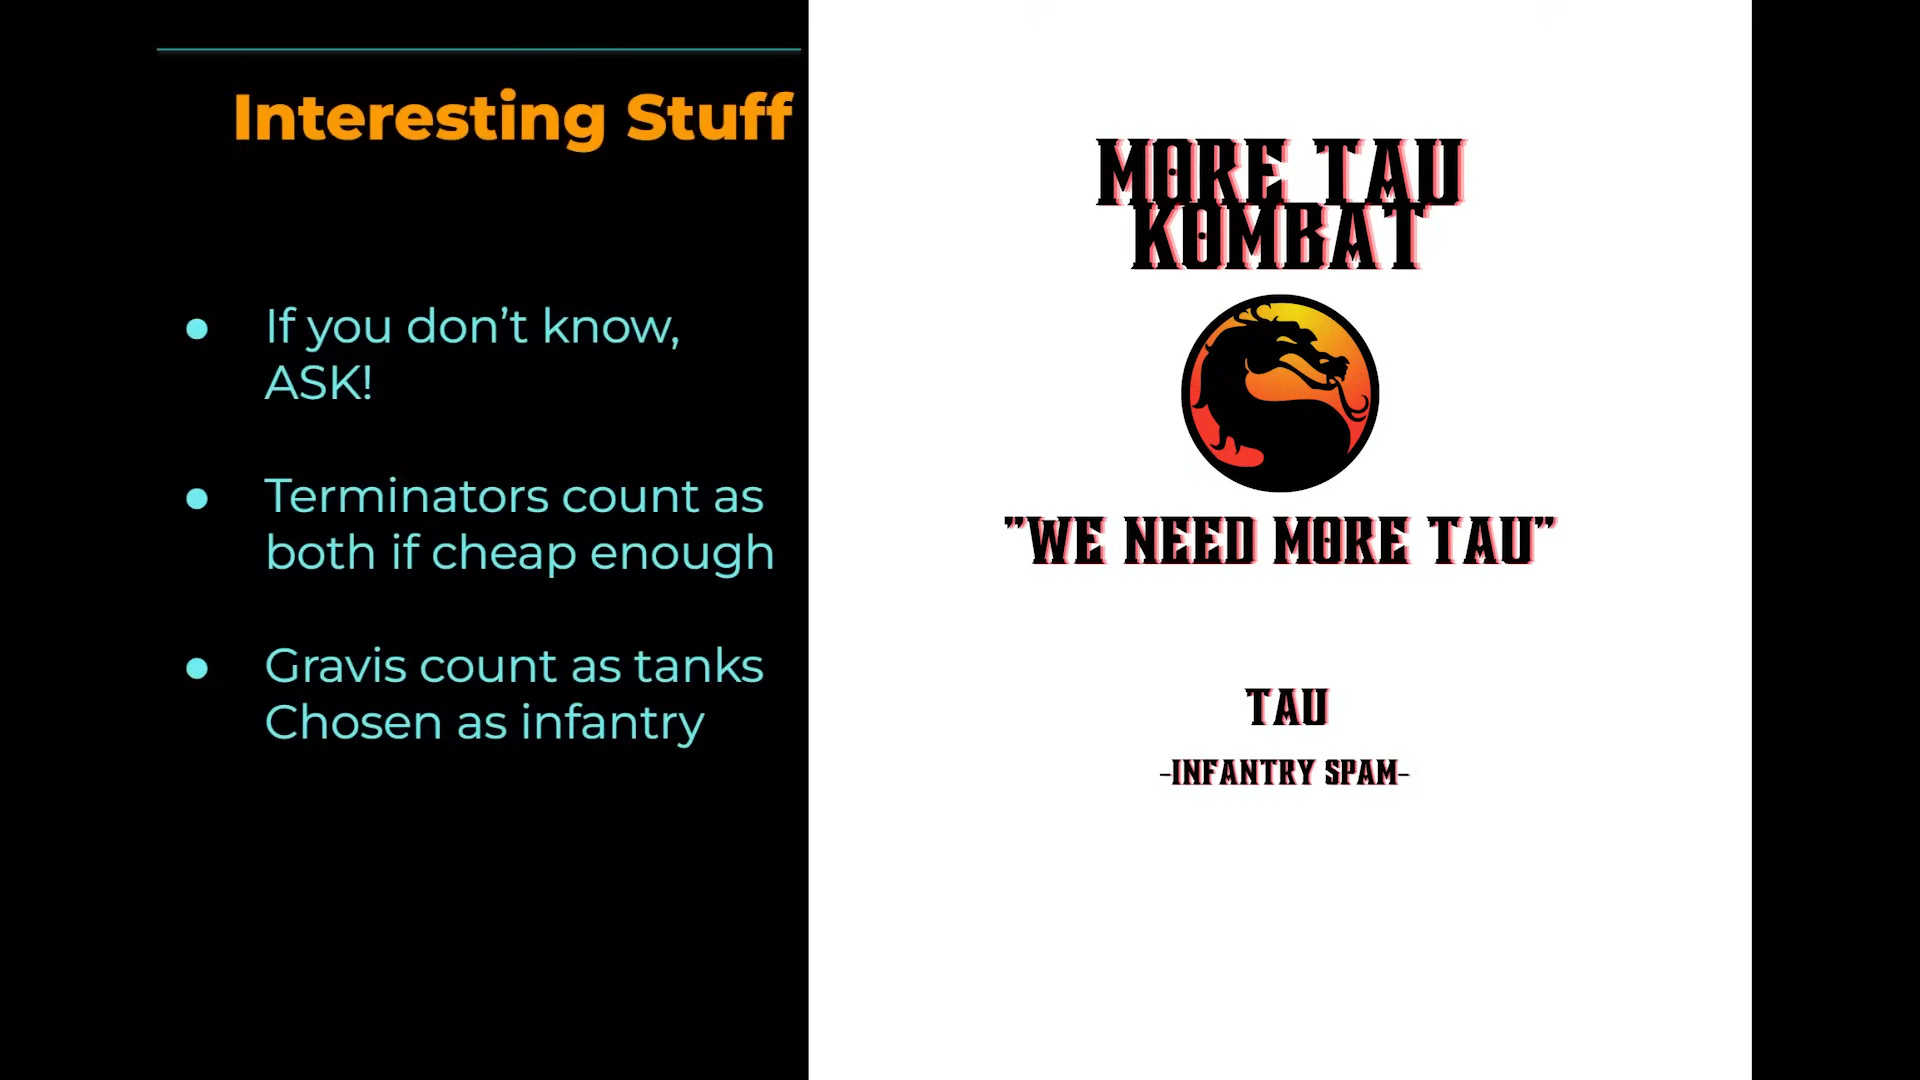 Interesting Stuff
● If you don’t know,
ASK!
● Terminators count as
both if cheap enough
● Gravis count as tanks
Chosen as infantry
MORE TAU
KOMBAT
"WE NEED MORE TAU"
TAU
-INFANTRY SPAM-